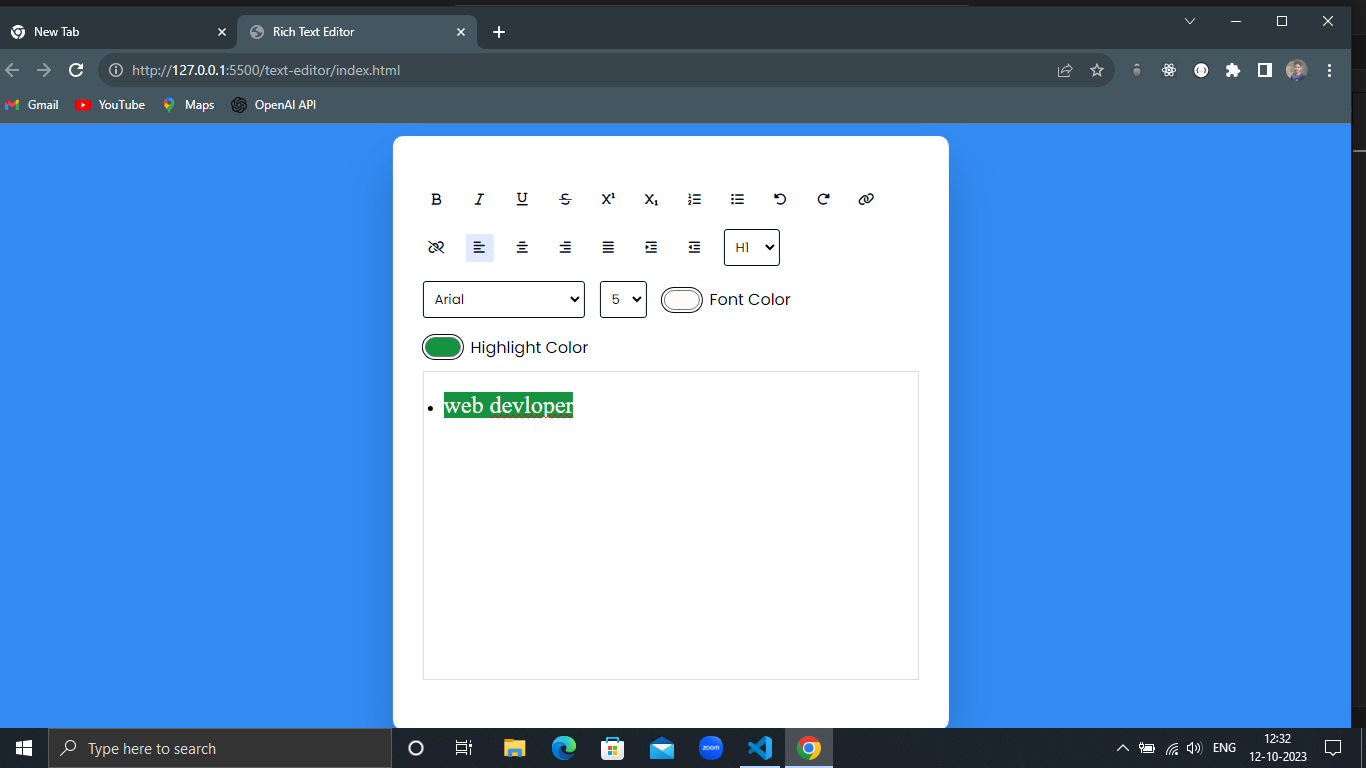 New Tab
Rich Text Editor
http://127.0.0.1:5500/text-editor/index.html
Gmail YouTube Maps OpenAI API
B I U S X¹ X₁
H1
Arial 5 Font Color
Highlight Color
• web devloper
Type here to search
zoom
ENG
12:32
12-10-2023